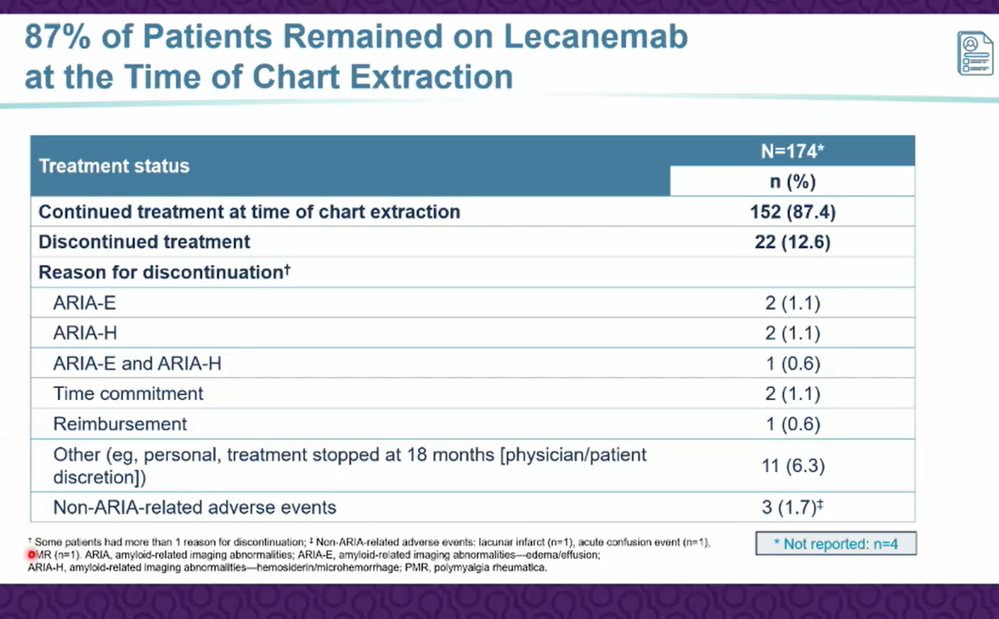 87% of Patients Remained on Lecanemab
at the Time of Chart Extraction
Treatment status
N=174*
n (%)
Continued treatment at time of chart extraction 152 (87.4)
Discontinued treatment 22 (12.6)
Reason for discontinuation†
ARIA-E 2 (1.1)
ARIA-H 2 (1.1)
ARIA-E and ARIA-H 1 (0.6)
Time commitment 2 (1.1)
Reimbursement 1 (0.6)
Other (eg, personal, treatment stopped at 18 months [physician/patient
discretion]) 11 (6.3)
Non-ARIA-related adverse events 3 (1.7)‡
† Some patients had more than 1 reason for discontinuation; ‡ Non-ARIA-related adverse events: lacunar infarct (n=1), acute confusion event (n=1),
PMR (n=1). ARIA, amyloid-related imaging abnormalities; ARIA-E, amyloid-related imaging abnormalities—edema/effusion;
ARIA-H, amyloid-related imaging abnormalities—hemosiderin/microhemorrhage; PMR, polymyalgia rheumatica.
* Not reported: n=4